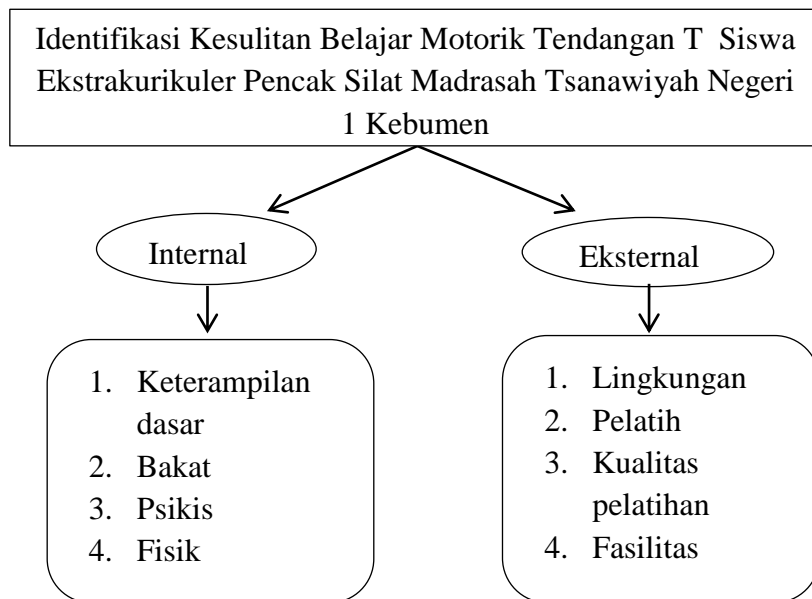 Identifikasi Kesulitan Belajar Motorik Tendangan T Siswa
Ekstrakurikuler Pencak Silat Madrasah Tsanawiyah Negeri
1 Kebumen
Internal
Eksternal
1. Keterampilan
dasar
2. Bakat
3. Psikis
4. Fisik
1. Lingkungan
2. Pelatih
3. Kualitas
pelatihan
4. Fasilitas